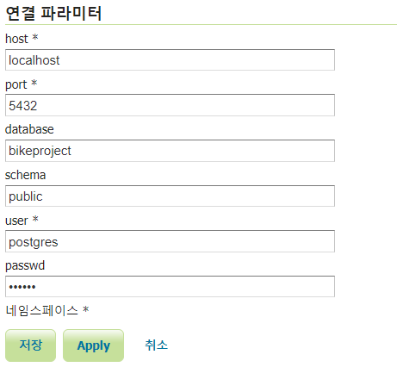 연결 파라미터
host *
localhost
port *
5432
database
bikeproject
schema
public
user *
postgres
passwd
••••••
네임스페이스 *
저장 Apply 취소